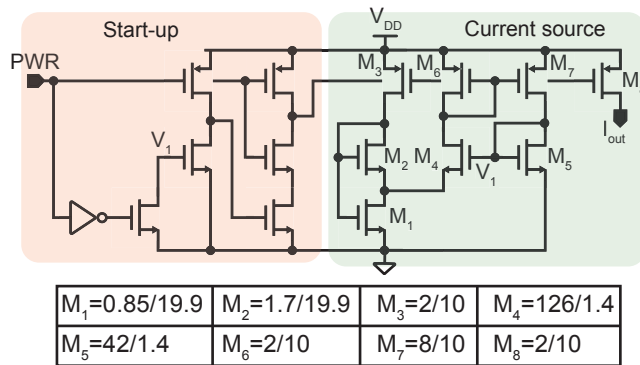 Start-up
V_DD
Current source
PWR
M_3
M_6
M_7
M
V_1
M_2
M_4
V_1
M_5
I_out
M_1
M_1=0.85/19.9 M_2=1.7/19.9 M_3=2/10 M_4=126/1.4
M_5=42/1.4 M_6=2/10 M_7=8/10 M_8=2/10